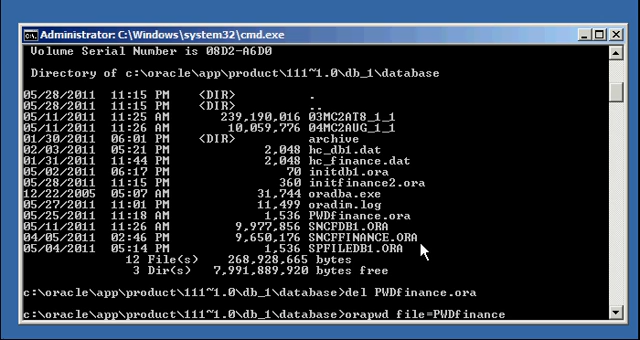 Administrator: C:\Windows\system32\cmd.exe
Volume Serial Number is 08D2-A6D0
Directory of c:\oracle\app\product\111~1.0\db_1\database
05/28/2011 11:15 PM <DIR> .
05/28/2011 11:15 PM <DIR> ..
05/11/2011 11:25 AM 239,190,016 03MC2AT8_1_1
05/11/2011 11:26 AM 10,059,776 04MC2AUG_1_1
01/30/2011 06:01 PM <DIR> archive
02/03/2011 05:21 PM 2,048 hc_db1.dat
01/31/2011 11:44 PM 2,048 hc_finance.dat
05/02/2011 06:17 PM 70 initdb1.ora
05/28/2011 11:15 PM 360 initfinance2.ora
12/22/2005 05:07 AM 31,744 oradba.exe
05/27/2011 11:01 PM 11,499 oradim.log
05/25/2011 11:18 AM 1,536 PWDfinance.ora
05/11/2011 11:26 AM 9,977,856 SNCFDB1.ORA
04/05/2011 02:46 PM 9,650,176 SNCFFINANCE.ORA
05/04/2011 05:14 PM 1,536 SPFILEDB1.ORA
12 File(s) 268,928,665 bytes
3 Dir(s) 7,991,889,920 bytes free
c:\oracle\app\product\111~1.0\db_1\database>del PWDfinance.ora
c:\oracle\app\product\111~1.0\db_1\database>orapwd file=PWDfinance